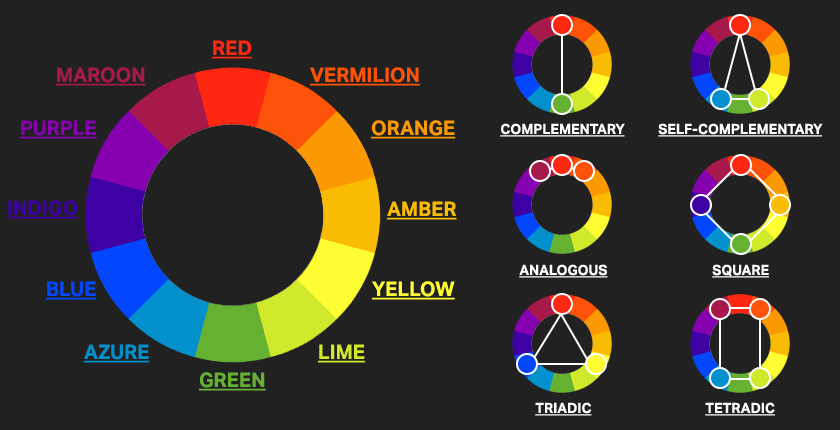 RED
MAROON
VERMILION
PURPLE
ORANGE
INDIGO
AMBER
BLUE
YELLOW
AZURE
LIME
GREEN
COMPLEMENTARY
SELF-COMPLEMENTARY
ANALOGOUS
SQUARE
TRIADIC
TETRADIC